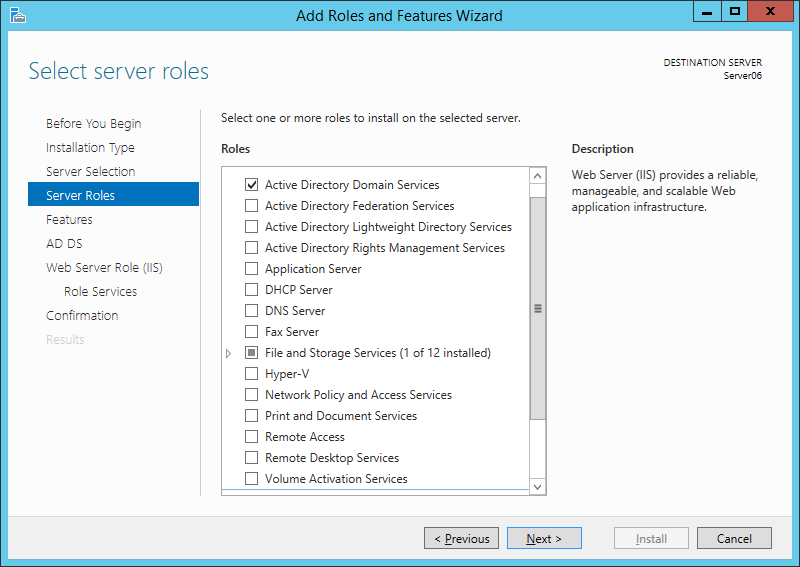 Add Roles and Features Wizard
Select server roles
DESTINATION SERVER
Server06
Before You Begin
Installation Type
Server Selection
Server Roles
Features
AD DS
Web Server Role (IIS)
Role Services
Confirmation
Results
Select one or more roles to install on the selected server.
Roles
Active Directory Domain Services
Active Directory Federation Services
Active Directory Lightweight Directory Services
Active Directory Rights Management Services
Application Server
DHCP Server
DNS Server
Fax Server
File and Storage Services (1 of 12 installed)
Hyper-V
Network Policy and Access Services
Print and Document Services
Remote Access
Remote Desktop Services
Volume Activation Services
Description
Web Server (IIS) provides a reliable,
manageable, and scalable Web
application infrastructure.
< Previous
Next >
Install
Cancel